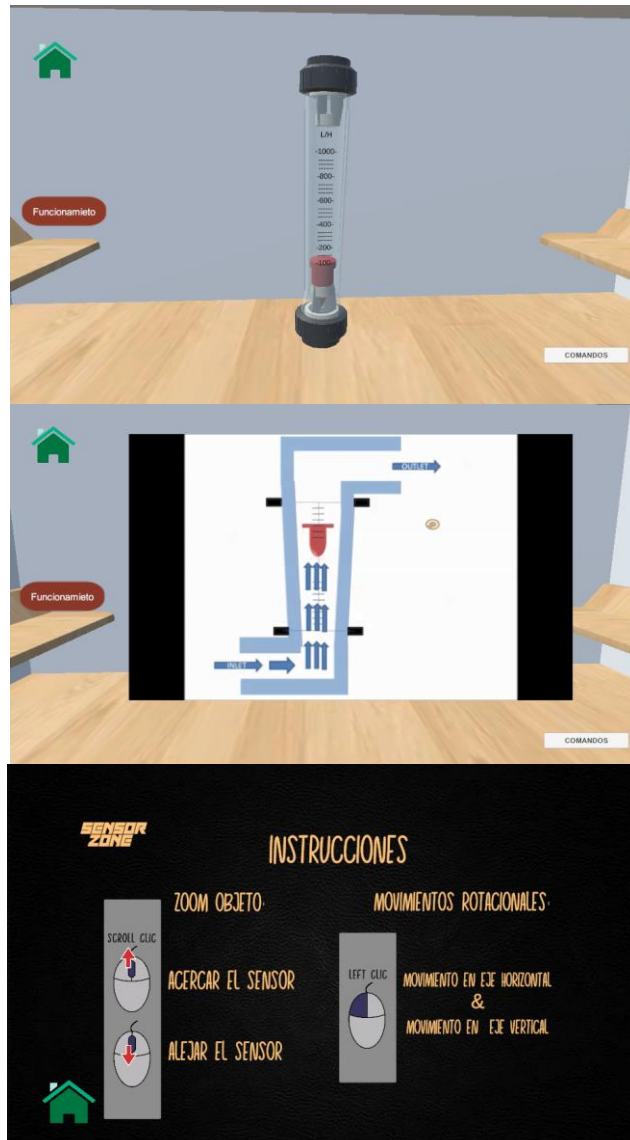 L/H
-1000-
-800-
-600-
-400-
-200-
-100-
Funcionamieto
COMANDOS
OUTLET
Funcionamieto
INLET
COMANDOS
SENSOR
ZONE
INSTRUCCIONES
ZOOM OBJETO:
MOVIMIENTOS ROTACIONALES:
SCROLL CLIC
ACERCAR EL SENSOR
ALEJAR EL SENSOR
LEFT CLIC
MOVIMIENTO EN EJE HORIZONTAL
&
MOVIMIENTO EN EJE VERTICAL